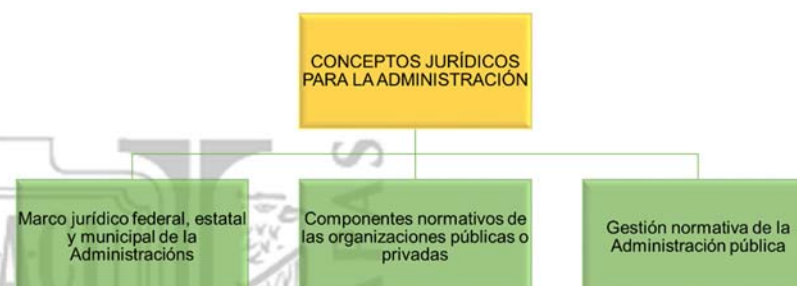 CONCEPTOS JURÍDICOS
PARA LA ADMINISTRACIÓN
Marco jurídico federal, estatal
y municipal de la
Administracións
Componentes normativos de
las organizaciones públicas o
privadas
Gestión normativa de la
Administración pública